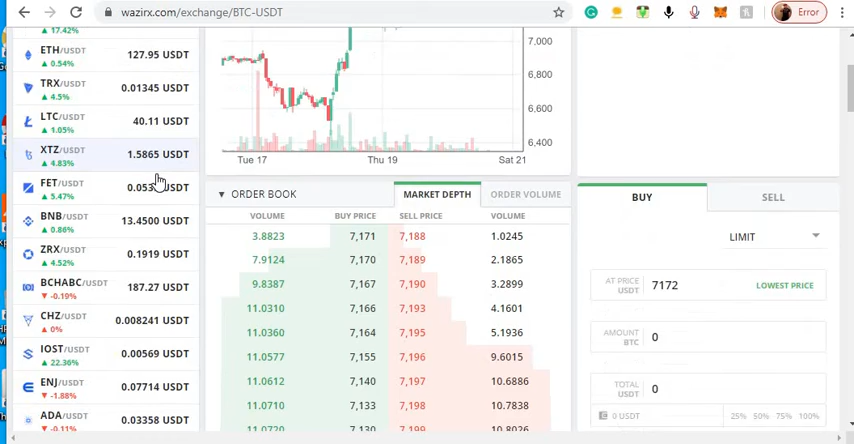 wazirx.com/exchange/BTC-USDT
Error
▲ 17.42%
ETH/USDT
▲ 0.54%
127.95 USDT
TRX/USDT
▲ 4.5%
0.01345 USDT
LTC/USDT
▲ 1.05%
40.11 USDT
XTZ/USDT
▲ 4.83%
1.5865 USDT
FET/USDT
▲ 5.47%
USDT
BNB/USDT
▲ 0.86%
13.4500 USDT
ZRX/USDT
▲ 4.52%
0.1919 USDT
BCHABC/USDT
▼ -0.19%
187.27 USDT
CHZ/USDT
▲ 0%
0.008241 USDT
IOST/USDT
▲ 22.36%
0.00569 USDT
ENJ/USDT
▼ -1.88%
0.07714 USDT
ADA/USDT
▼ -0.11%
0.03358 USDT
7,000
6,800
6,600
6,400
Tue 17 Thu 19 Sat 21
▼ ORDER BOOK MARKET DEPTH ORDER VOLUME
VOLUME BUY PRICE SELL PRICE VOLUME
3.8823 7,171 7,188 1.0245
7.9124 7,170 7,189 2.1865
9.8387 7,167 7,190 3.2899
11.0310 7,166 7,193 4.1601
11.0360 7,164 7,195 5.1936
11.0577 7,155 7,196 9.6015
11.0612 7,140 7,197 10.6886
11.0710 7,133 7,198 10.7838
11.0720 7,130 7,199 10.8026
BUY SELL
LIMIT
AT PRICE
USDT
7172
LOWEST PRICE
AMOUNT
BTC
0
TOTAL
USDT
0
0 USDT
25% 50% 75% 100%